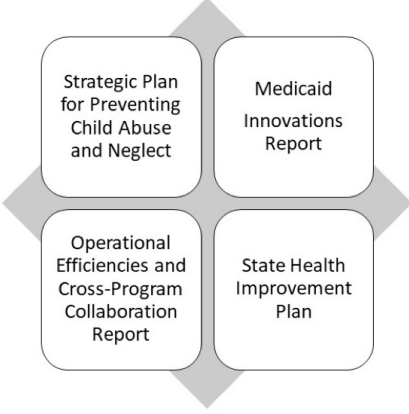 Strategic Plan
for Preventing
Child Abuse
and Neglect
Medicaid
Innovations
Report
Operational
Efficiencies and
Cross-Program
Collaboration
Report
State Health
Improvement
Plan